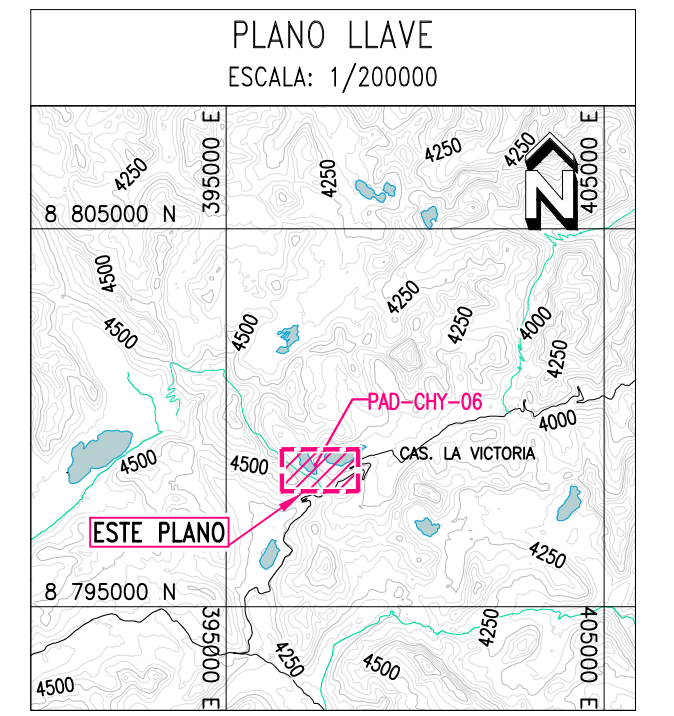 PLANO LLAVE
ESCALA: 1/200000
395000 E
405000 E
4250
4250
4250
4250
8 805000 N
N
4500
4500
4500
4250
4250
4000
4250
PAD-CHY-06
4000
4500
4500
CAS. LA VICTORIA
ESTE PLANO
4250
8 795000 N
395000 E
405000 E
4250
4250
4500
4500